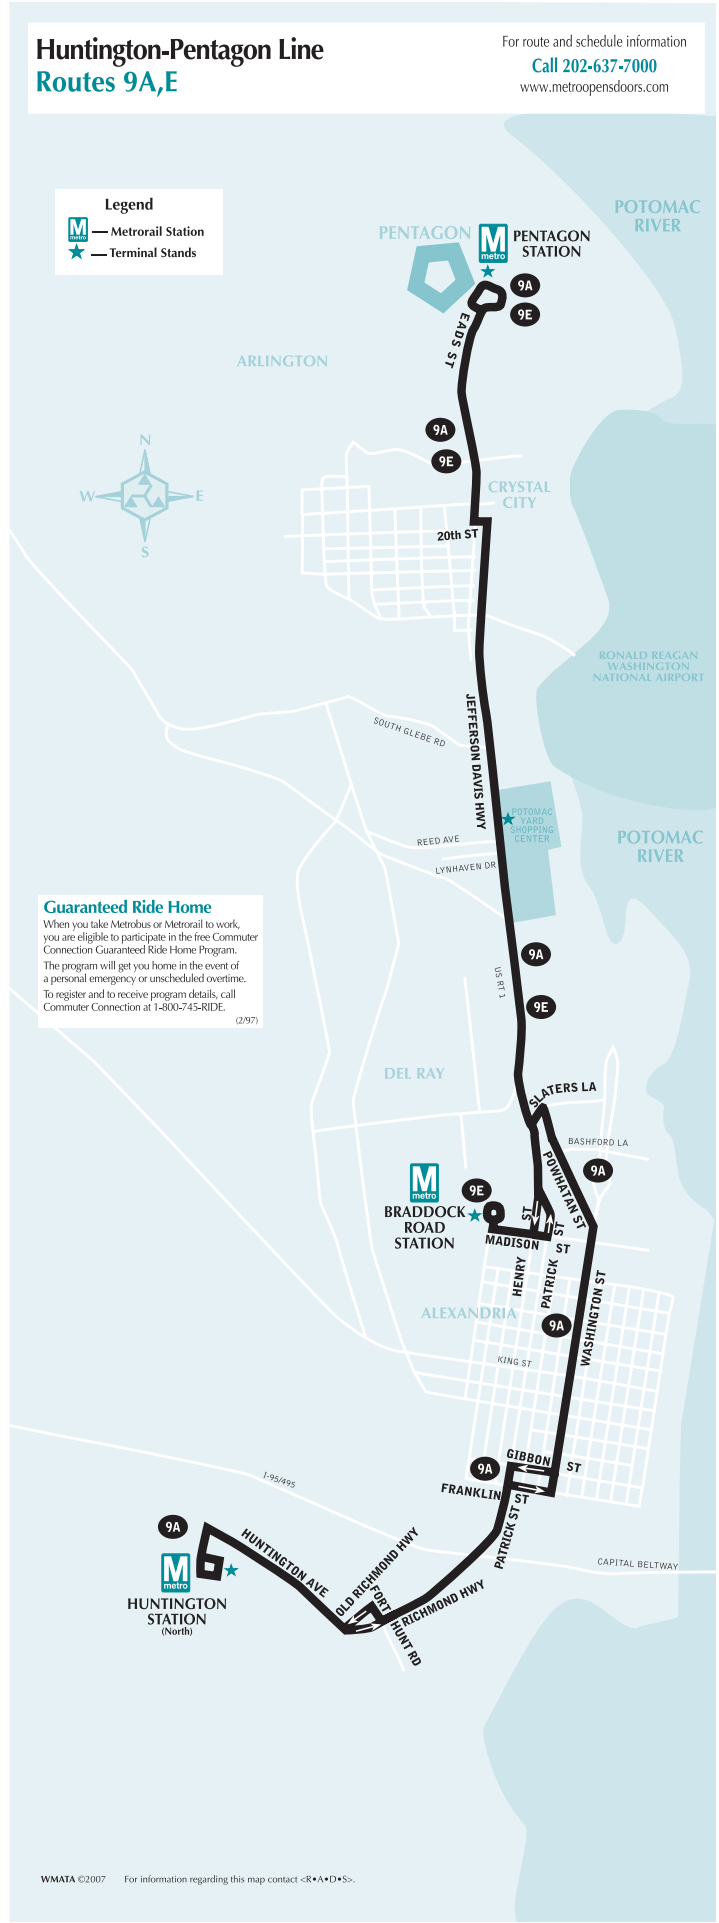 Huntington-Pentagon Line
Routes 9A,E
For route and schedule information
Call 202-637-7000
www.metroopensdoors.com
Legend
M
metro
Metrorail Station
Terminal Stands
POTOMAC
RIVER
PENTAGON
M
metro
PENTAGON
STATION
9A
9E
EADS ST
ARLINGTON
9A
9E
N
W
E
S
CRYSTAL
CITY
20th ST
RONALD REAGAN
WASHINGTON
NATIONAL AIRPORT
SOUTH GLEBE RD
JEFFERSON DAVIS HWY
POTOMAC
YARD
SHOPPING
CENTER
REED AVE
LYNHAVEN DR
POTOMAC
RIVER
Guaranteed Ride Home
When you take Metrobus or Metrorail to work,
you are eligible to participate in the free Commuter
Connection Guaranteed Ride Home Program.
The program will get you home in the event of
a personal emergency or unscheduled overtime.
To register and to receive program details, call
Commuter Connection at 1-800-745-RIDE.
(2/97)
9A
US RT 1
9E
DEL RAY
SLATERS LA
BASHFORD LA
POWHATAN ST
9A
M
metro
9E
BRADDOCK
ROAD
STATION
MADISON ST
HENRY ST
PATRICK ST
ALEXANDRIA
9A
WASHINGTON ST
KING ST
GIBBON ST
9A
FRANKLIN ST
PATRICK ST
I-95/495
9A
HUNTINGTON AVE
OLD RICHMOND HWY
FORT HUNT RD
RICHMOND HWY
CAPITAL BELTWAY
M
metro
HUNTINGTON
STATION
(North)
WMATA ©2007 For information regarding this map contact <R•A•D•S>.